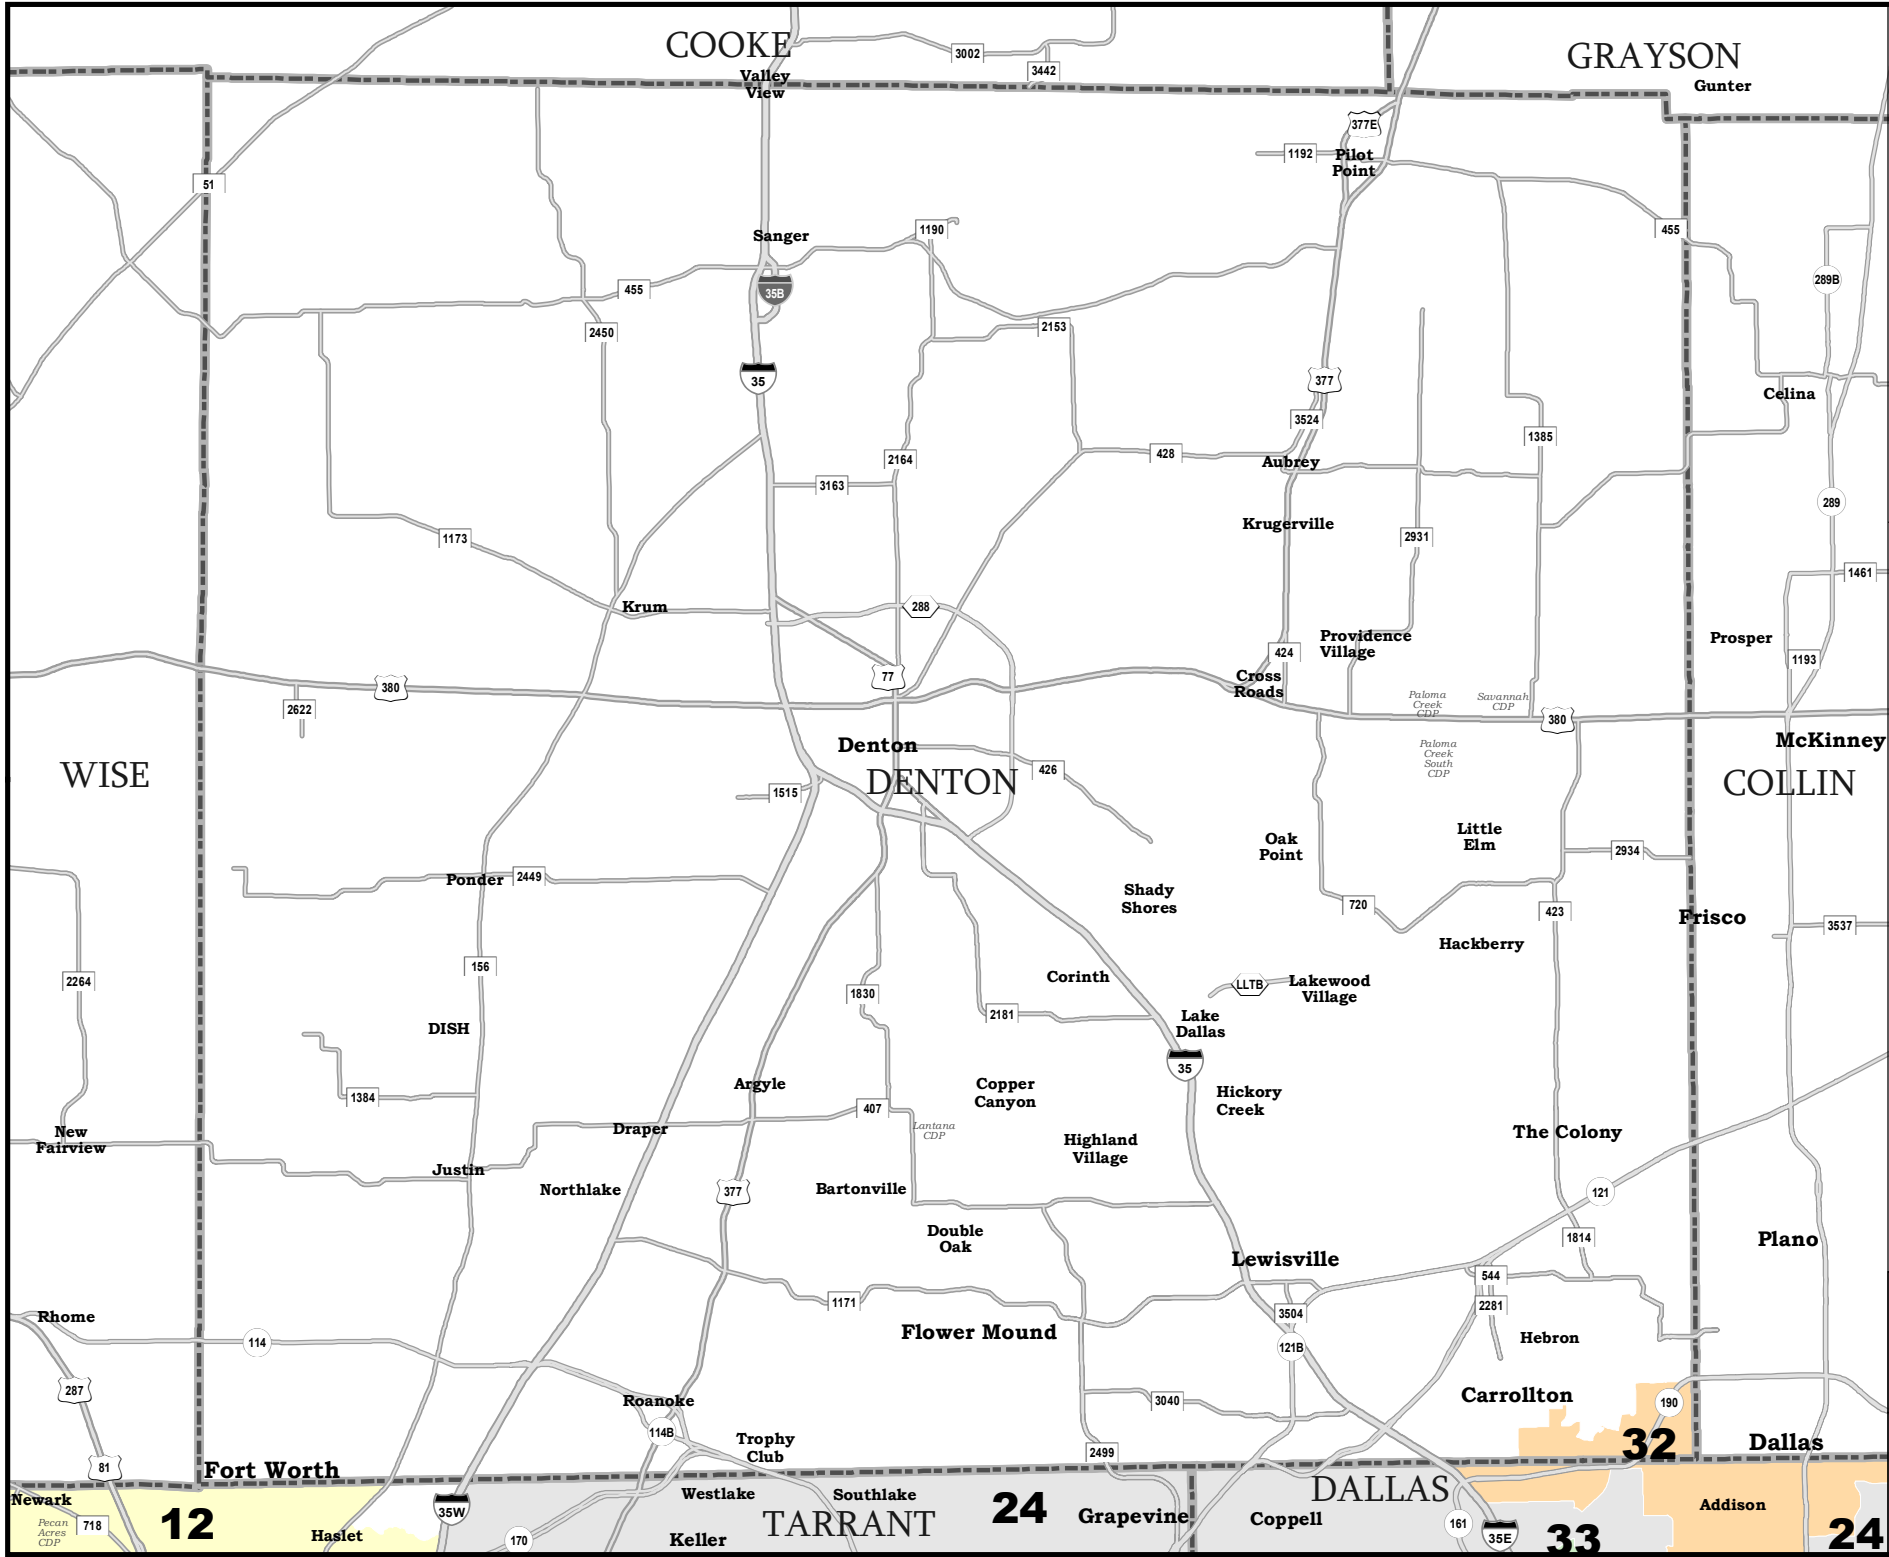 COOKE
3002
GRAYSON
3442
Valley
View
Gunter
377E
1192
Pilot
Point
51
1190
455
Sanger
289B
455
35B
2153
2450
35
377
Celina
3524
1385
2164
428
Aubrey
3163
289
Krugerville
1173
2931
1461
Krum
288
Providence
Village
Prosper
424
1193
77
Cross
Roads
380
Paloma
Creek
CDP
Savannah
CDP
2622
380
Denton
McKinney
Paloma
Creek
South
CDP
WISE
426
DENTON
COLLIN
1515
Little
Elm
Oak
Point
2934
Ponder
2449
Shady
Shores
720
423
Frisco
3537
Hackberry
156
2264
Corinth
LLTB
Lakewood
Village
1830
2181
Lake
Dallas
DISH
35
Argyle
Copper
Canyon
Hickory
Creek
1384
407
New
Fairview
Draper
Lantana
CDP
Highland
Village
The Colony
Justin
Northlake
377
Bartonville
121
Double
Oak
1814
Plano
Lewisville
544
1171
2281
3504
Rhome
114
Flower Mound
121B
Hebron
287
Roanoke
3040
Carrollton
190
114B
Trophy
Club
2499
32
Dallas
81
Fort Worth
Newark
35W
Westlake
Southlake
24
DALLAS
Addison
Pecan
Acres
CDP
718
12
Haslet
170
Keller
TARRANT
Grapevine
Coppell
161
35E
33
24